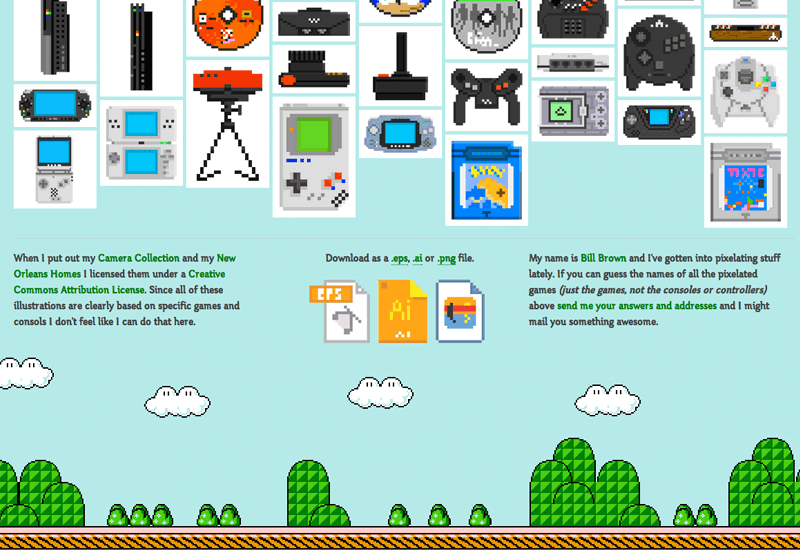 When I put out my Camera Collection and my New
Orleans Homes I licensed them under a Creative
Commons Attribution License. Since all of these
illustrations are clearly based on specific games and
consols I don't feel like I can do that here.
Download as a .eps, .ai or .png file.
EPS
Ai
Ai
My name is Bill Brown and I've gotten into pixelating stuff
lately. If you can guess the names of all the pixelated
games (just the games, not the consoles or controllers)
above send me your answers and addresses and I might
mail you something awesome.